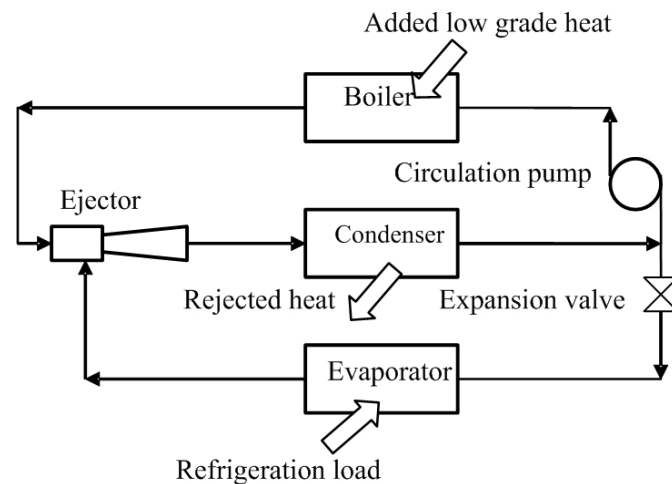 Added low grade heat
Boiler
Circulation pump
Ejector
Condenser
Rejected heat
Expansion valve
Evaporator
Refrigeration load